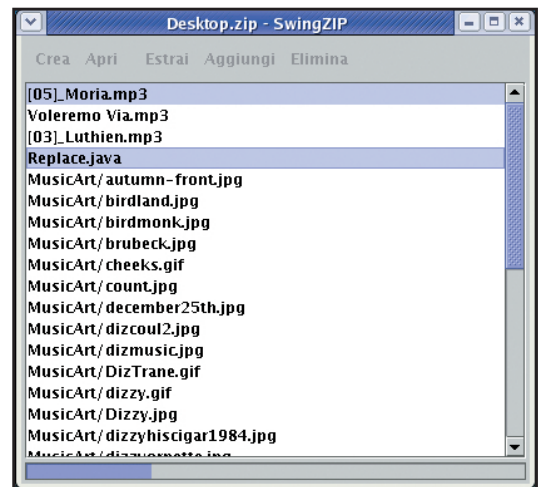 Desktop.zip - SwingZIP
Crea Apri Estrai Aggiungi Elimina
[05]_Moria.mp3
Voleremo Via.mp3
[03]_Luthien.mp3
Replace.java
MusicArt/autumn-front.jpg
MusicArt/birdland.jpg
MusicArt/birdmonk.jpg
MusicArt/brubeck.jpg
MusicArt/cheeks.gif
MusicArt/count.jpg
MusicArt/december25th.jpg
MusicArt/dizcoul2.jpg
MusicArt/dizmusic.jpg
MusicArt/DizTrane.gif
MusicArt/dizzy.gif
MusicArt/Dizzy.jpg
MusicArt/dizzyhiscigar1984.jpg